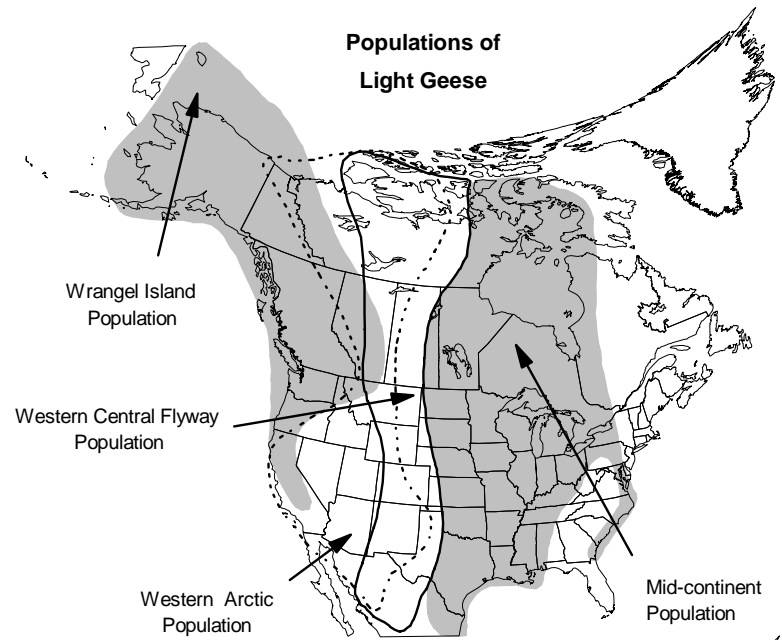 Populations of
Light Geese
Wrangel Island
Population
Western Central Flyway
Population
Western Arctic
Population
Mid-continent
Population